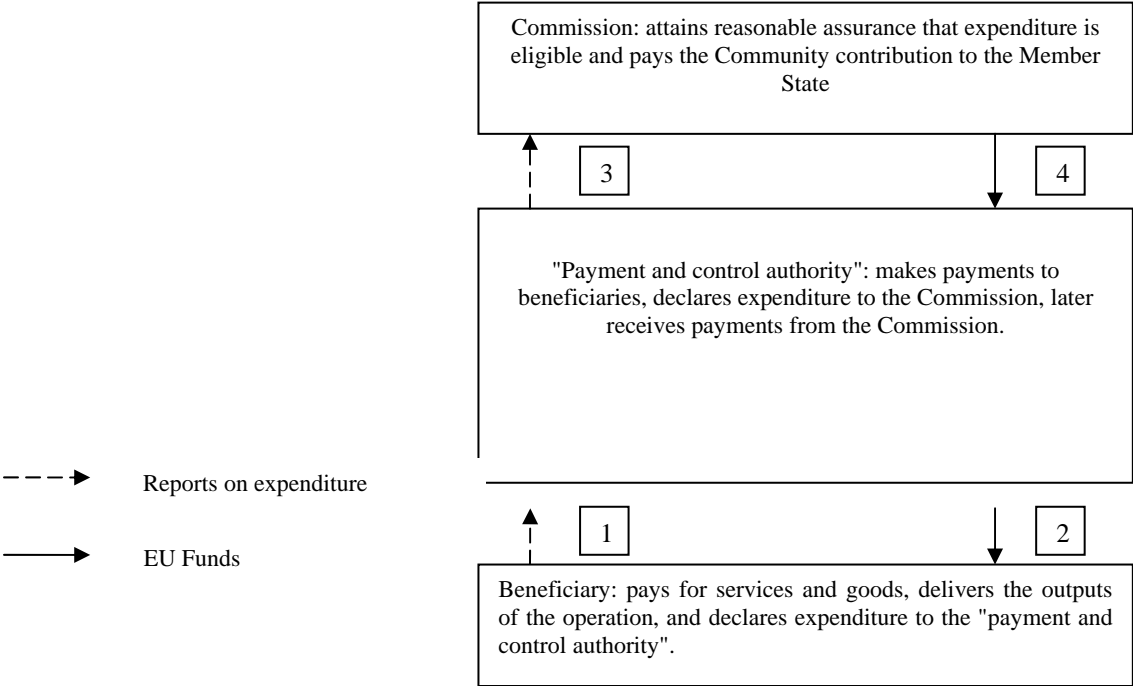 Commission: attains reasonable assurance that expenditure is
eligible and pays the Community contribution to the Member
State
3
4
"Payment and control authority": makes payments to
beneficiaries, declares expenditure to the Commission, later
receives payments from the Commission.
Reports on expenditure
1
2
EU Funds
Beneficiary: pays for services and goods, delivers the outputs
of the operation, and declares expenditure to the "payment and
control authority".